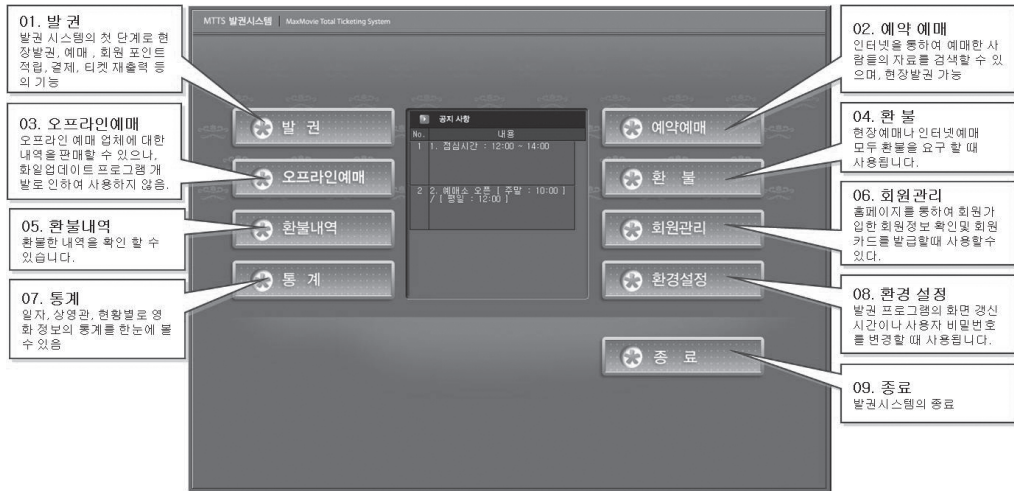 MTTS 발권시스템 | MaxMovie Total Ticketing System
01. 발 권
발권 시스템의 첫 단계로 현
장발권, 예매 , 회원 포인트
적립, 결제, 티켓 재출력 등
의 기능
02. 예약 예매
인터넷을 통하여 예매한 사
람들의 자료를 검색할 수 있
으며, 현장발권 가능
03. 오프라인예매
오프라인 예매 업체에 대한
내역을 판매할 수 있으나,
화일업데이트 프로그램 개
발로 인하여 사용하지 않음.
04. 환 불
현장예매나 인터넷예매
모두 환불을 요구 할 때
사용됩니다.
05. 환불내역
환불한 내역을 확인 할 수
있습니다.
06. 회원관리
홈페이지를 통하여 회원가
입한 회원정보 확인및 회원
카드를 발급할때 사용할수
있다.
07. 통계
일자, 상영관, 현황별로 영
화 정보의 통계를 한눈에 볼
수 있음
08. 환경 설정
발권 프로그램의 화면 갱신
시간이나 사용자 비밀번호
를 변경할 때 사용됩니다.
09. 종료
발권시스템의 종료
발 권
오프라인예매
환불내역
통 계
공지 사항
No. 내용
1 1. 점심시간 : 12:00 - 14:00
2 2. 예매소 오픈 [ 주말 : 10:00 ]
/ [ 평일 : 12:00 ]
예약예매
환 불
회원관리
환경설정
종 료